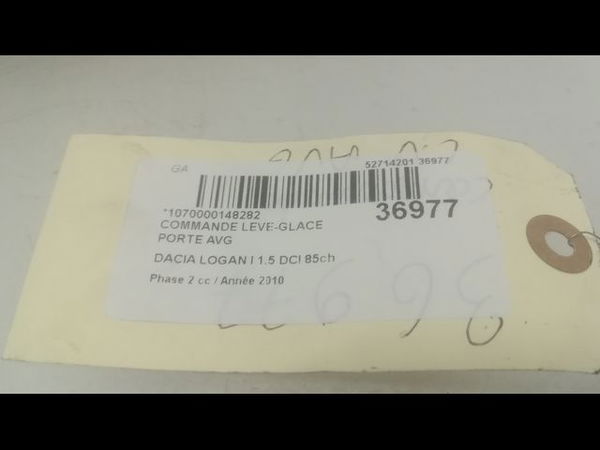 GA 52714201 36977
*1070000148282 36977
COMMANDE LEVE-GLACE
PORTE AVG
DACIA LOGAN I 1.5 DCI 85ch
Phase 2 cc / Année 2010